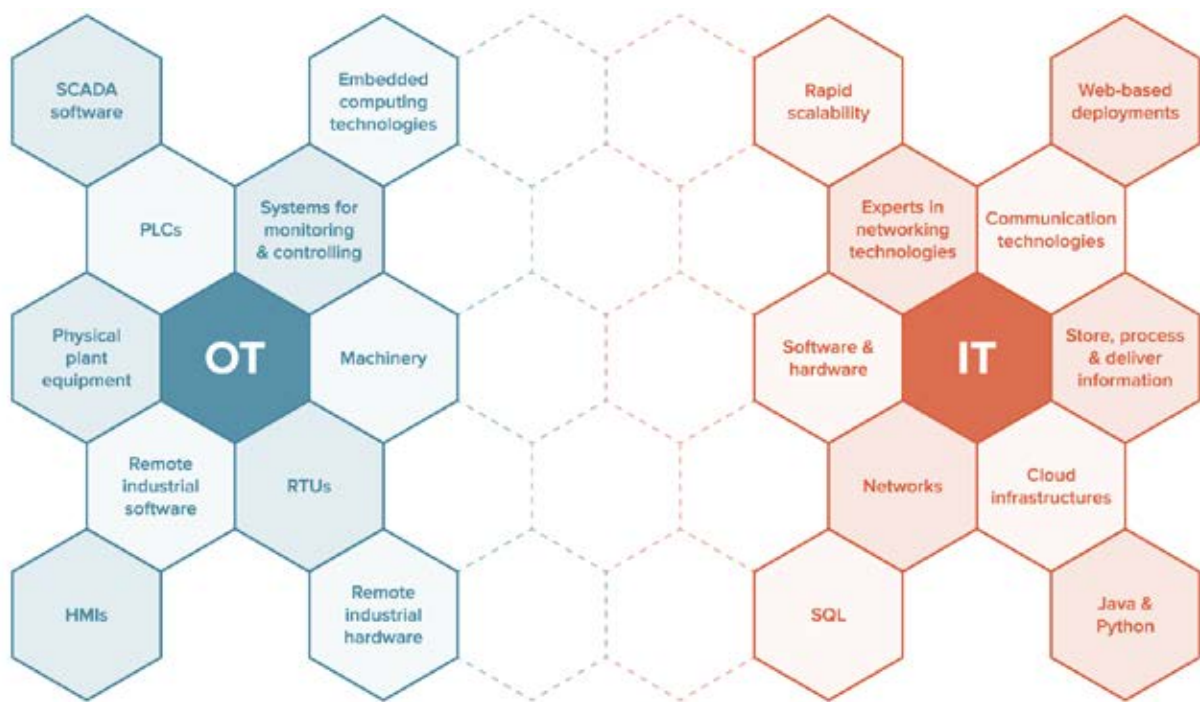 SCADA
software
Embedded
computing
technologies
PLCs
Systems for
monitoring
& controlling
Physical
plant
equipment
OT
Machinery
Remote
industrial
software
RTUs
HMIs
Remote
industrial
hardware
Rapid
scalability
Web-based
deployments
Experts in
networking
technologies
Communication
technologies
Software &
hardware
IT
Store, process
& deliver
information
Networks
Cloud
infrastructures
SQL
Java &
Python